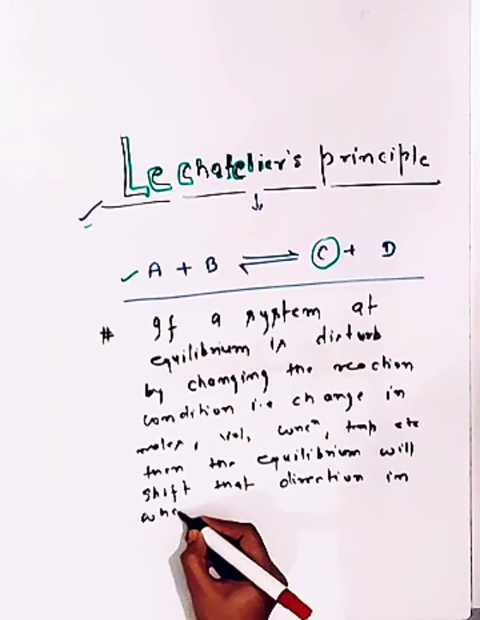 Le chatelier's principle
A + B ⇌ C + D
# If a system at
equilibrium is disturb
by changing the reaction
condition i.e change in
moles, vol, concⁿ, temp etc
then the equilibrium will
shift that direction in